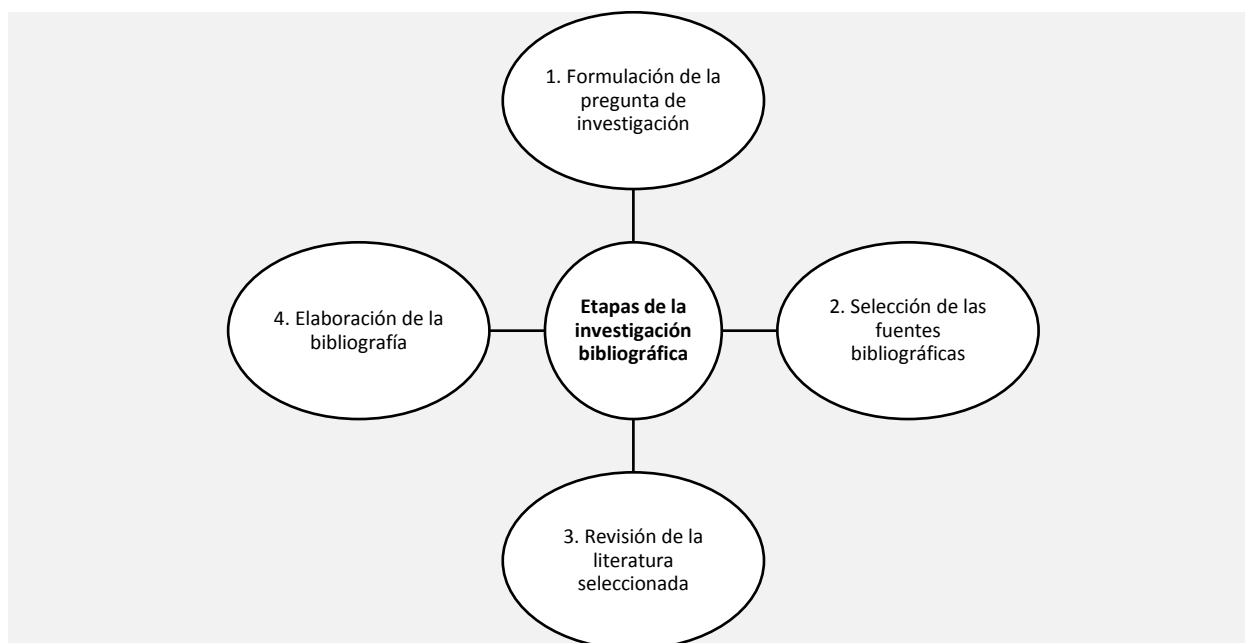 1. Formulación de la
pregunta de
investigación
Etapas de la
investigación
bibliográfica
2. Selección de las
fuentes
bibliográficas
3. Revisión de la
literatura
seleccionada
4. Elaboración de la
bibliografía